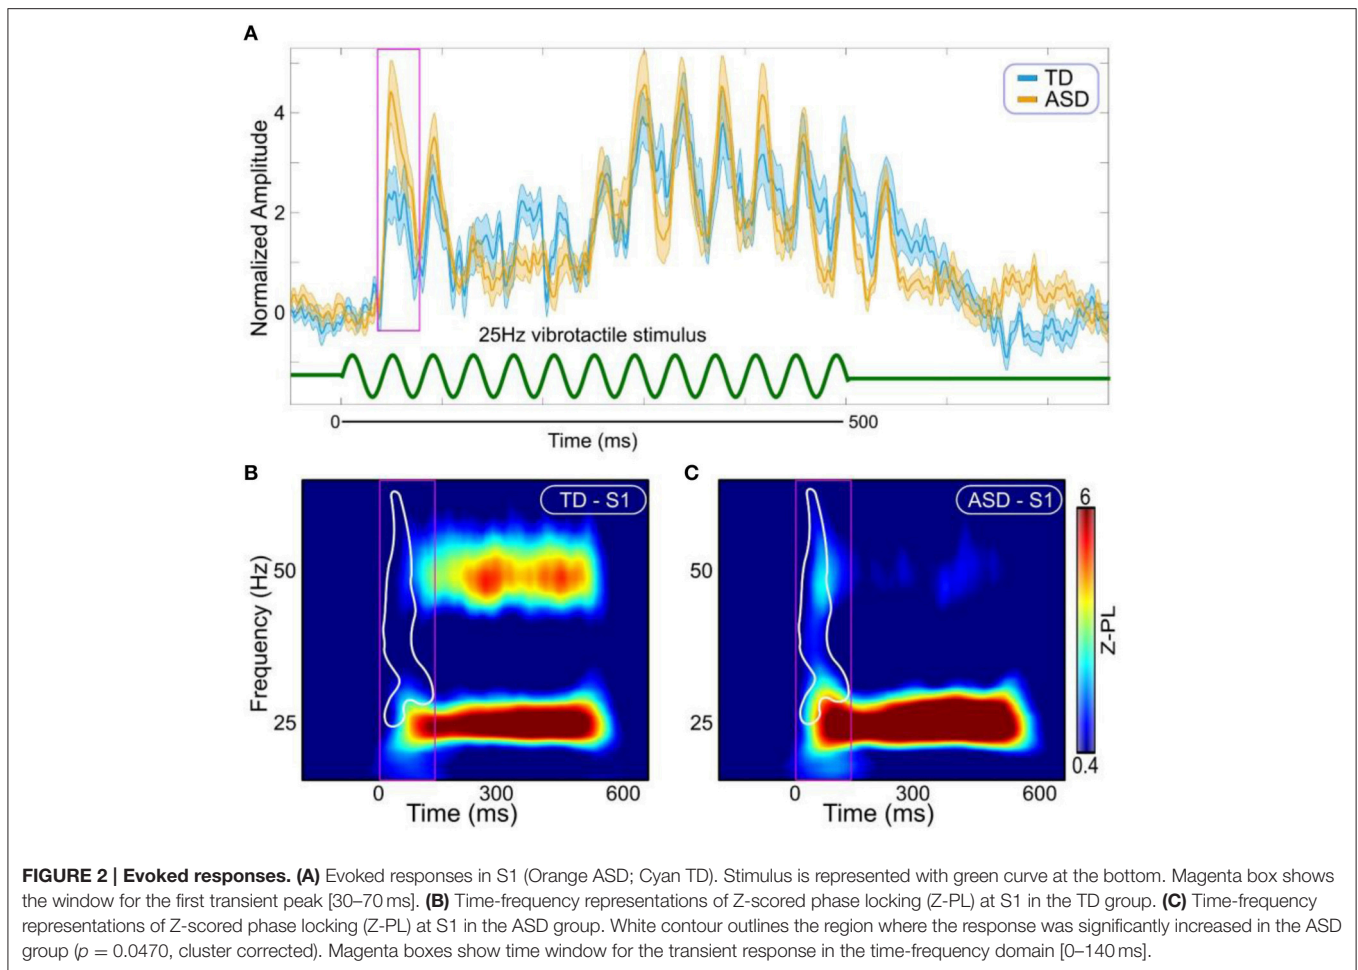 A
TD
ASD
4
2
0
Normalized Amplitude
25Hz vibrotactile stimulus
0
500
Time (ms)
B
C
TD - S1
ASD - S1
6
0.4
Z-PL
50
25
Frequency (Hz)
0
300
600
Time (ms)
50
25
0
300
600
Time (ms)
FIGURE 2 | Evoked responses. (A) Evoked responses in S1 (Orange ASD; Cyan TD). Stimulus is represented with green curve at the bottom. Magenta box shows
the window for the first transient peak [30–70 ms]. (B) Time-frequency representations of Z-scored phase locking (Z-PL) at S1 in the TD group. (C) Time-frequency
representations of Z-scored phase locking (Z-PL) at S1 in the ASD group. White contour outlines the region where the response was significantly increased in the ASD
group (p = 0.0470, cluster corrected). Magenta boxes show time window for the transient response in the time-frequency domain [0–140 ms].